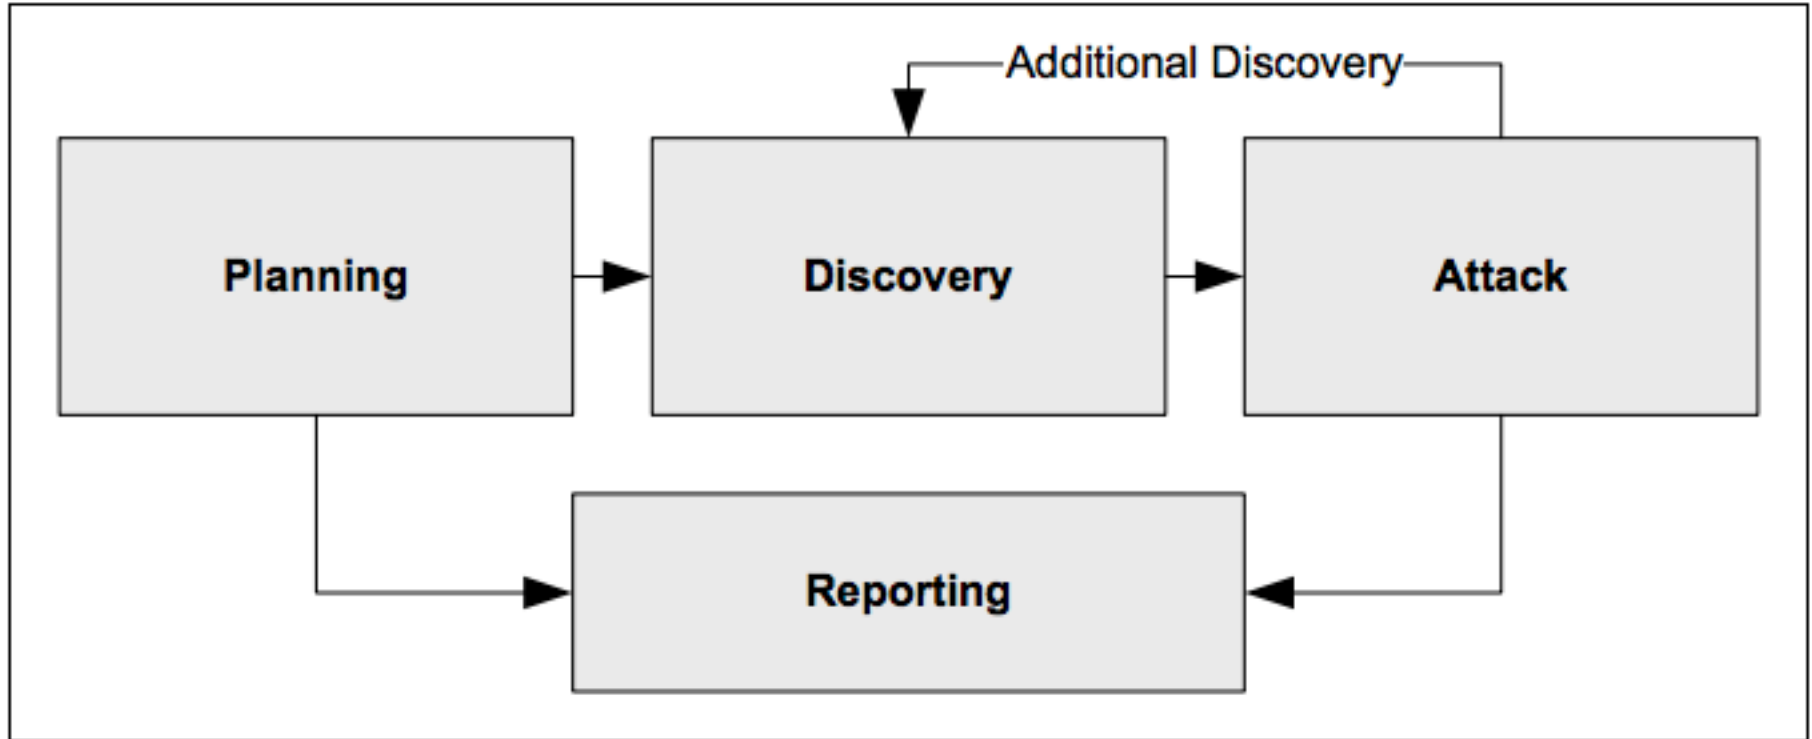 Additional Discovery
Planning
Discovery
Attack
Reporting